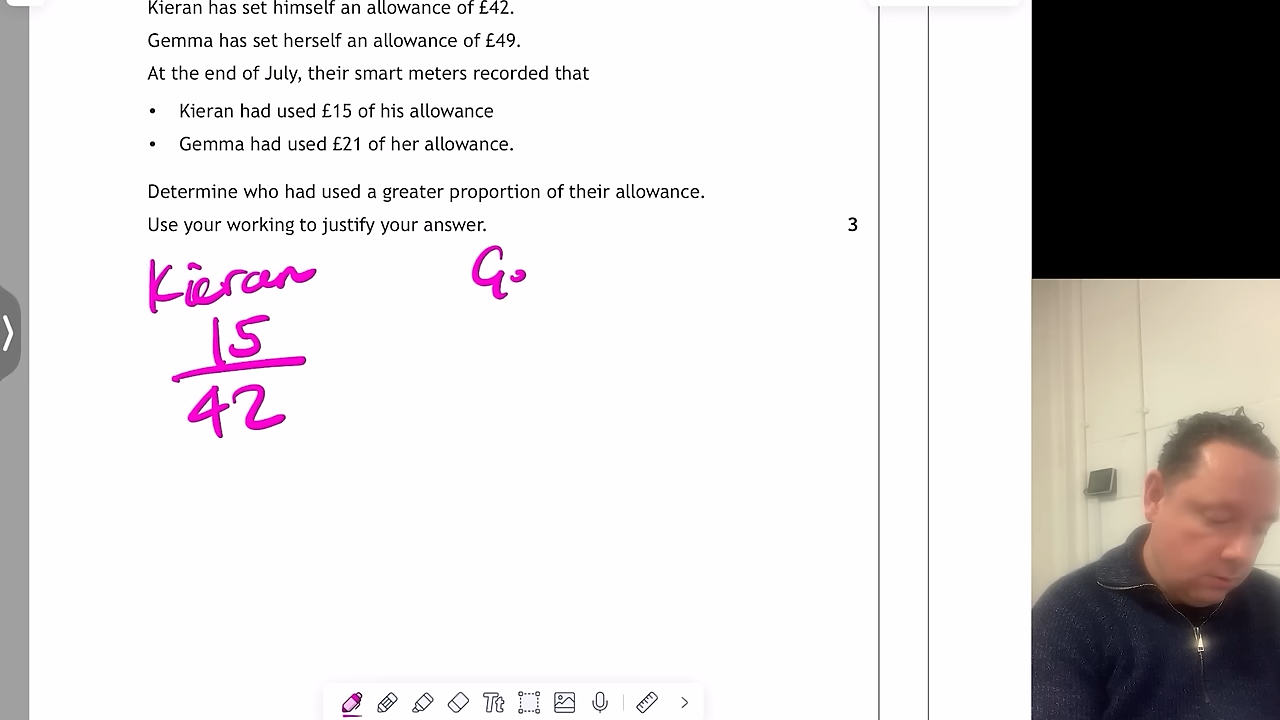 Kieran has set himself an allowance of £42.
Gemma has set herself an allowance of £49.
At the end of July, their smart meters recorded that
• Kieran had used £15 of his allowance
• Gemma had used £21 of her allowance.
Determine who had used a greater proportion of their allowance.
Use your working to justify your answer. 3
Kieran Ge
15
42
Tt